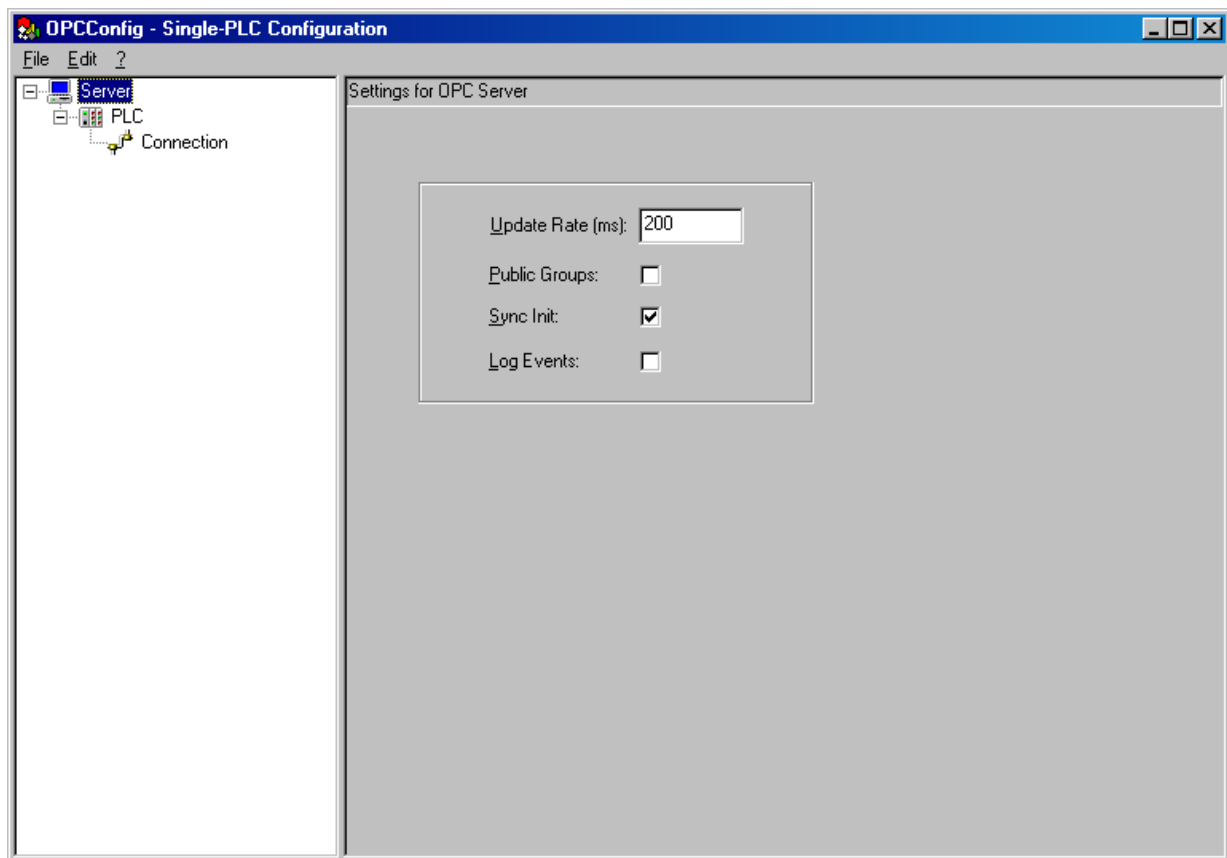 OPCConfig - Single-PLC Configuration
File Edit ?
Server
PLC
Connection
Settings for OPC Server
Update Rate (ms): 200
Public Groups:
Sync Init:
Log Events: